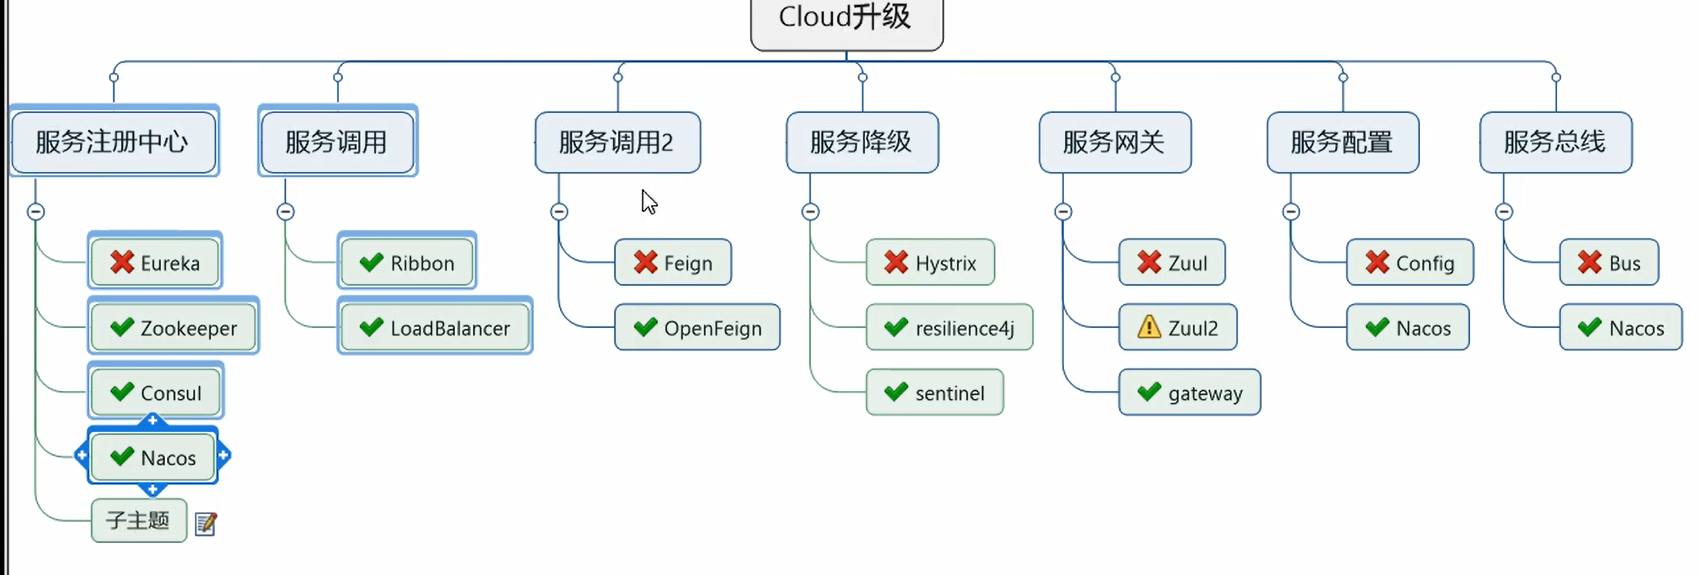 Cloud升级
服务注册中心
Eureka
Zookeeper
Consul
Nacos
子主题
服务调用
Ribbon
LoadBalancer
服务调用2
Feign
OpenFeign
服务降级
Hystrix
resilience4j
sentinel
服务网关
Zuul
Zuul2
gateway
服务配置
Config
Nacos
服务总线
Bus
Nacos